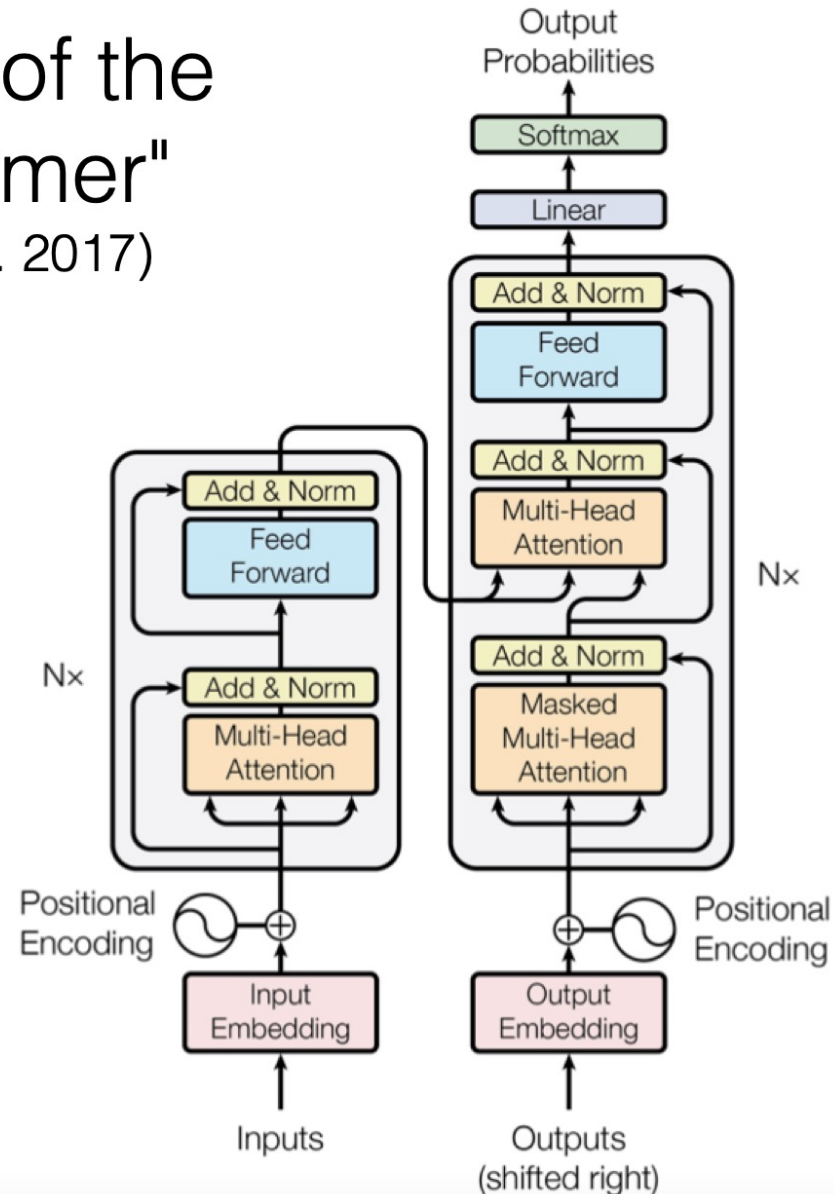 of the
mer"
. 2017)
Output
Probabilities
Softmax
Linear
Add & Norm
Feed
Forward
Add & Norm
Multi-Head
Attention
Nx
Add & Norm
Masked
Multi-Head
Attention
Add & Norm
Feed
Forward
Nx
Add & Norm
Multi-Head
Attention
Positional
Encoding
Positional
Encoding
Input
Embedding
Output
Embedding
Inputs
Outputs
(shifted right)